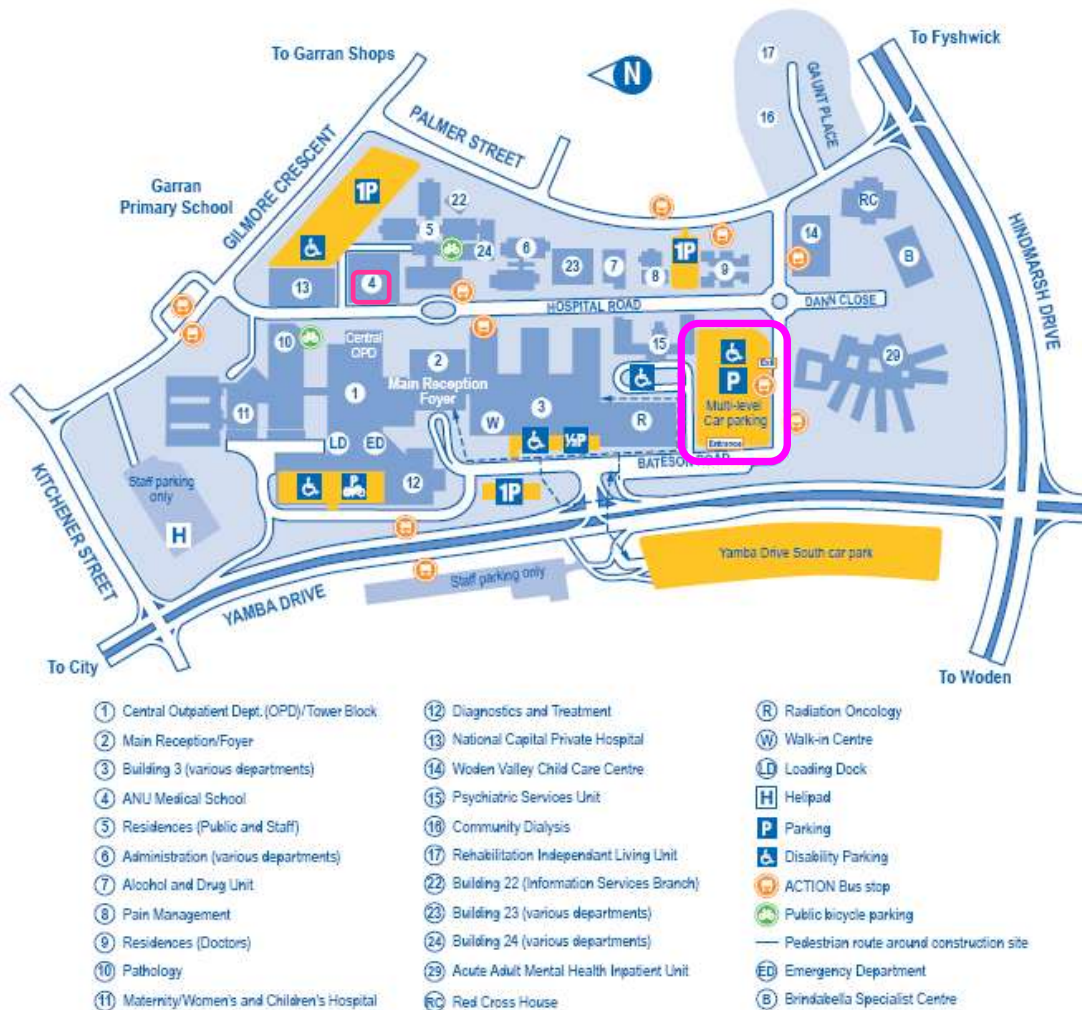 To Fyshwick
To Garran Shops
N
17
GAUNT PLACE
16
PALMER STREET
GILMORE CRESCENT
Garran
Primary School
1P
22
RC
5
24
6
23
7
8
1P
9
14
B
HINDMARSH DRIVE
13
4
HOSPITAL ROAD
DANN CLOSE
10
Central
OPD
2
Main Reception
Foyer
1
15
29
P
Exit
Multi-level
Car parking
Entrance
11
LD
ED
W
3
R
½P
BATESON ROAD
KITCHENER STREET
Staff parking
only
H
P
12
1P
Yamba Drive South car park
Staff parking only
YAMBA DRIVE
To City
To Woden
1 Central Outpatient Dept. (OPD)/Tower Block
2 Main Reception/Foyer
3 Building 3 (various departments)
4 ANU Medical School
5 Residences (Public and Staff)
6 Administration (various departments)
7 Alcohol and Drug Unit
8 Pain Management
9 Residences (Doctors)
10 Pathology
11 Maternity/Women's and Children's Hospital
12 Diagnostics and Treatment
13 National Capital Private Hospital
14 Woden Valley Child Care Centre
15 Psychiatric Services Unit
16 Community Dialysis
17 Rehabilitation Independant Living Unit
22 Building 22 (Information Services Branch)
23 Building 23 (various departments)
24 Building 24 (various departments)
29 Acute Adult Mental Health Inpatient Unit
RC Red Cross House
R Radiation Oncology
W Walk-in Centre
LD Loading Dock
H Helipad
P Parking
Disability Parking
ACTION Bus stop
Public bicycle parking
Pedestrian route around construction site
ED Emergency Department
B Brindabella Specialist Centre